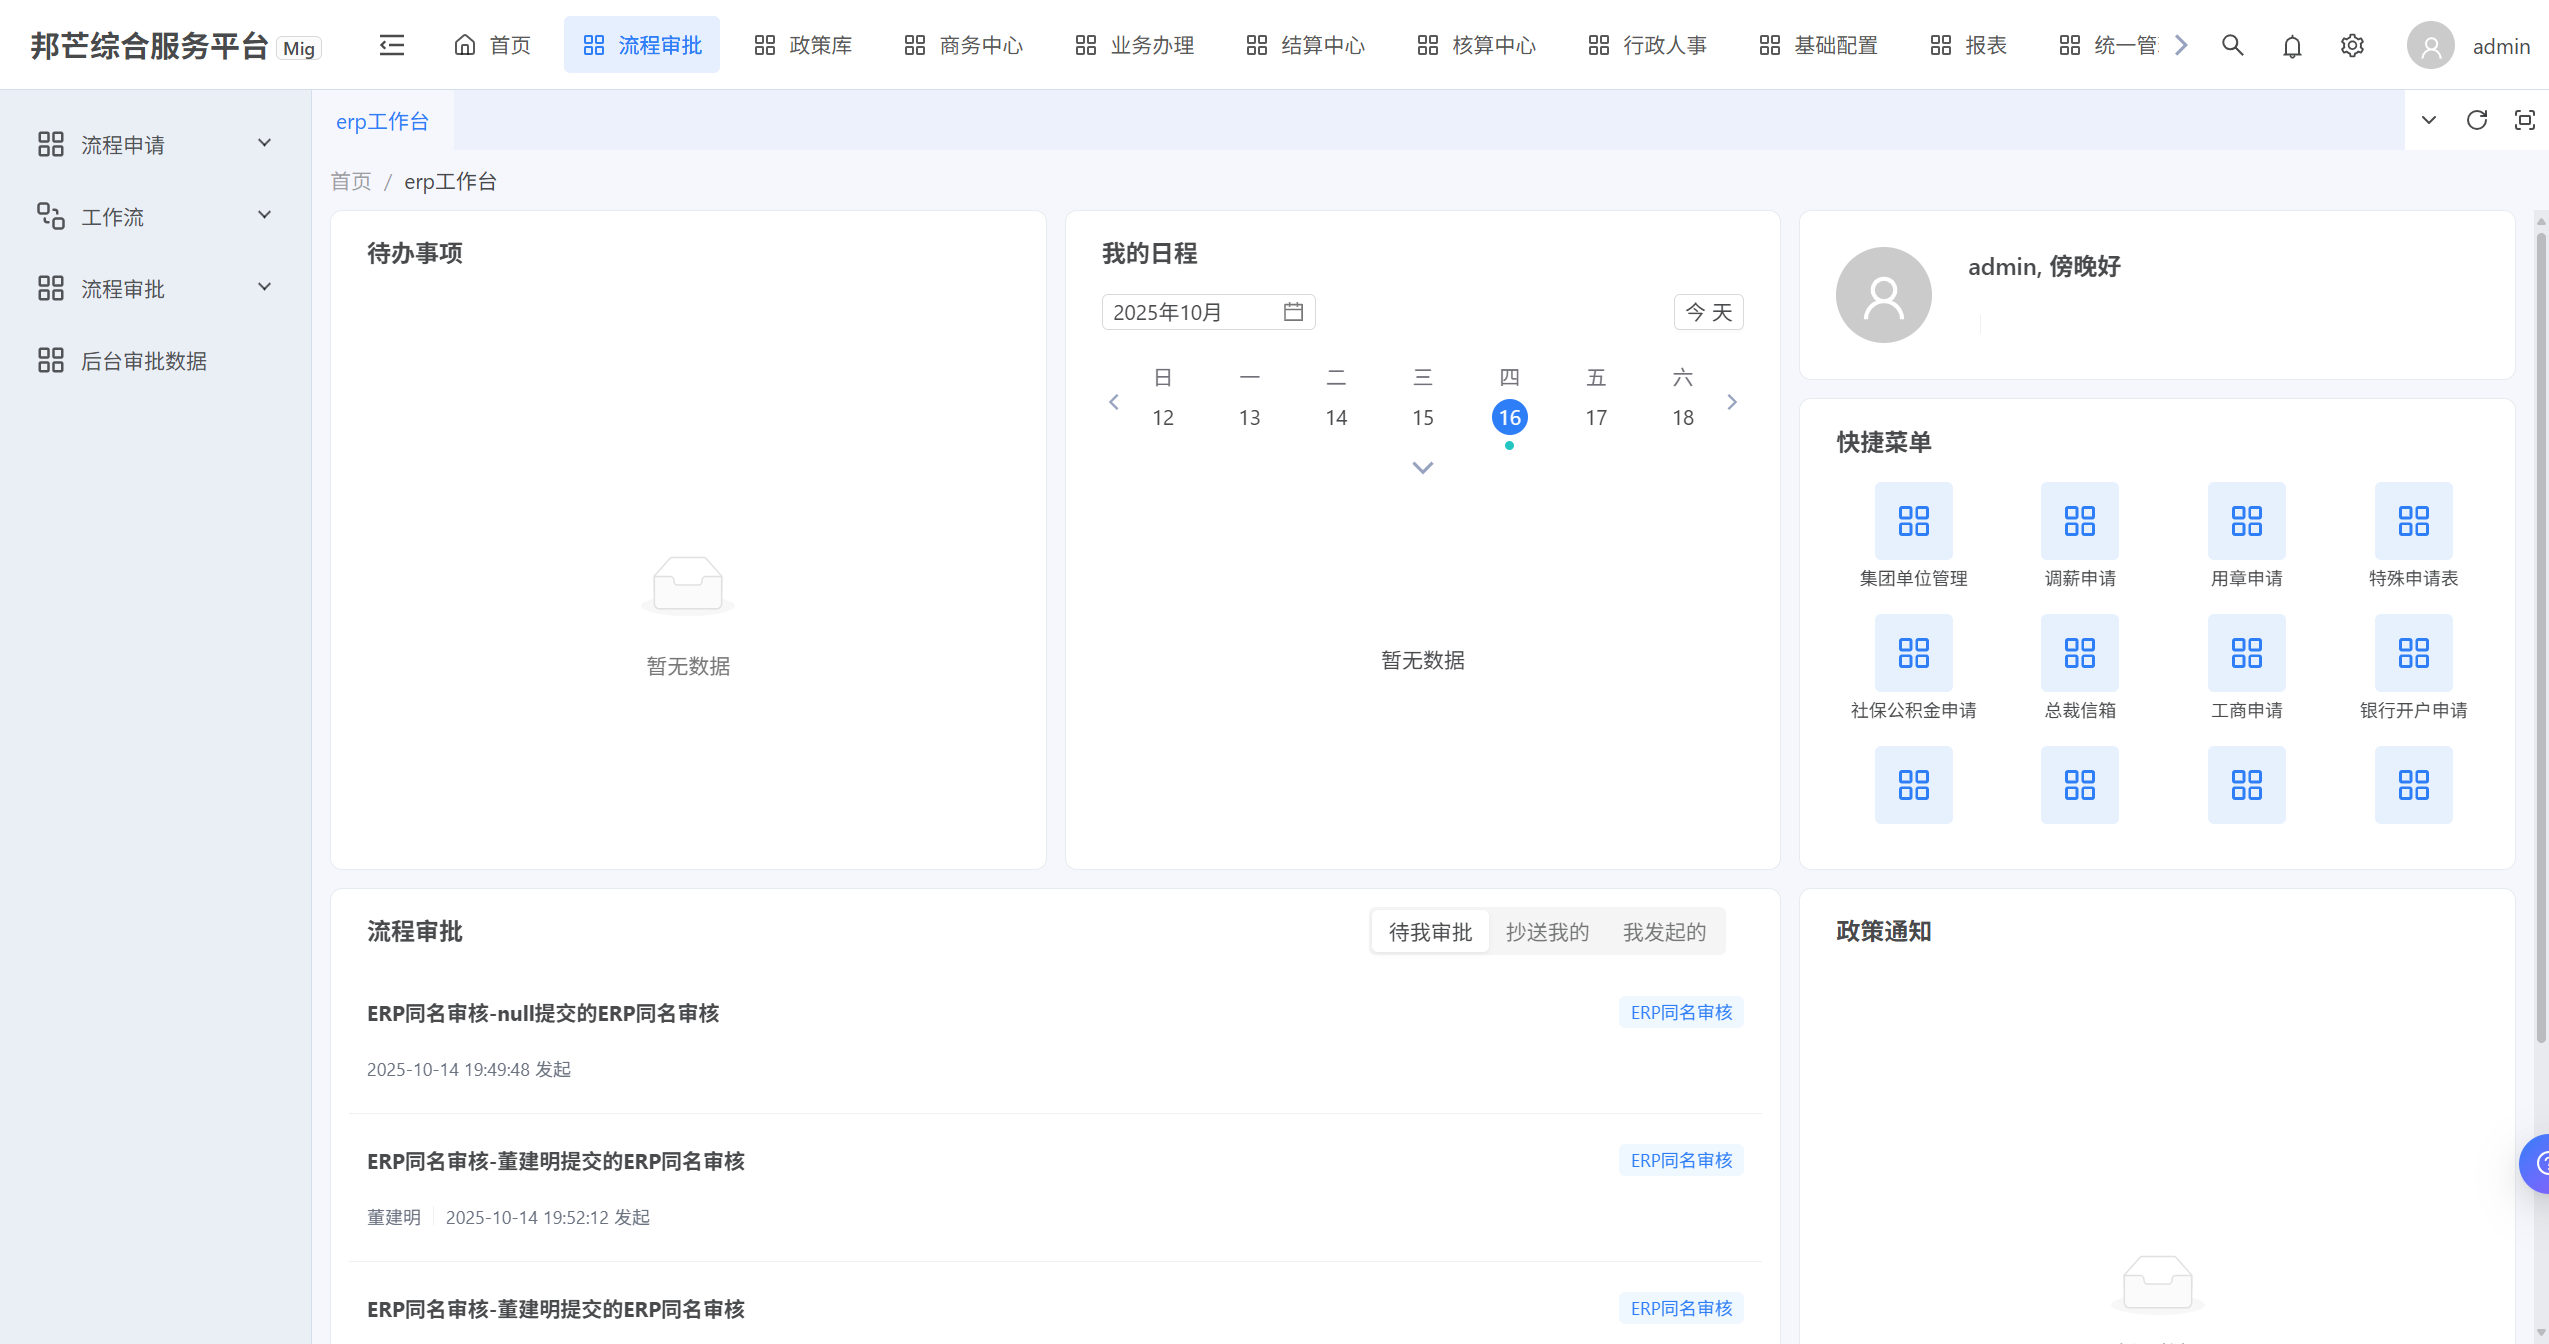 邦芒综合服务平台 Mig
首页 流程审批 政策库 商务中心 业务办理 结算中心 核算中心 行政人事 基础配置 报表 统一管
admin
流程申请
工作流
流程审批
后台审批数据
erp工作台
首页 / erp工作台
待办事项
暂无数据
我的日程
2025年10月
今 天
日 一 二 三 四 五 六
12 13 14 15 16 17 18
暂无数据
admin, 傍晚好
快捷菜单
集团单位管理 调薪申请 用章申请 特殊申请表
社保公积金申请 总裁信箱 工商申请 银行开户申请
流程审批
待我审批 抄送我的 我发起的
ERP同名审核-null提交的ERP同名审核
ERP同名审核
2025-10-14 19:49:48 发起
ERP同名审核-董建明提交的ERP同名审核
ERP同名审核
董建明 2025-10-14 19:52:12 发起
ERP同名审核-董建明提交的ERP同名审核
ERP同名审核
政策通知